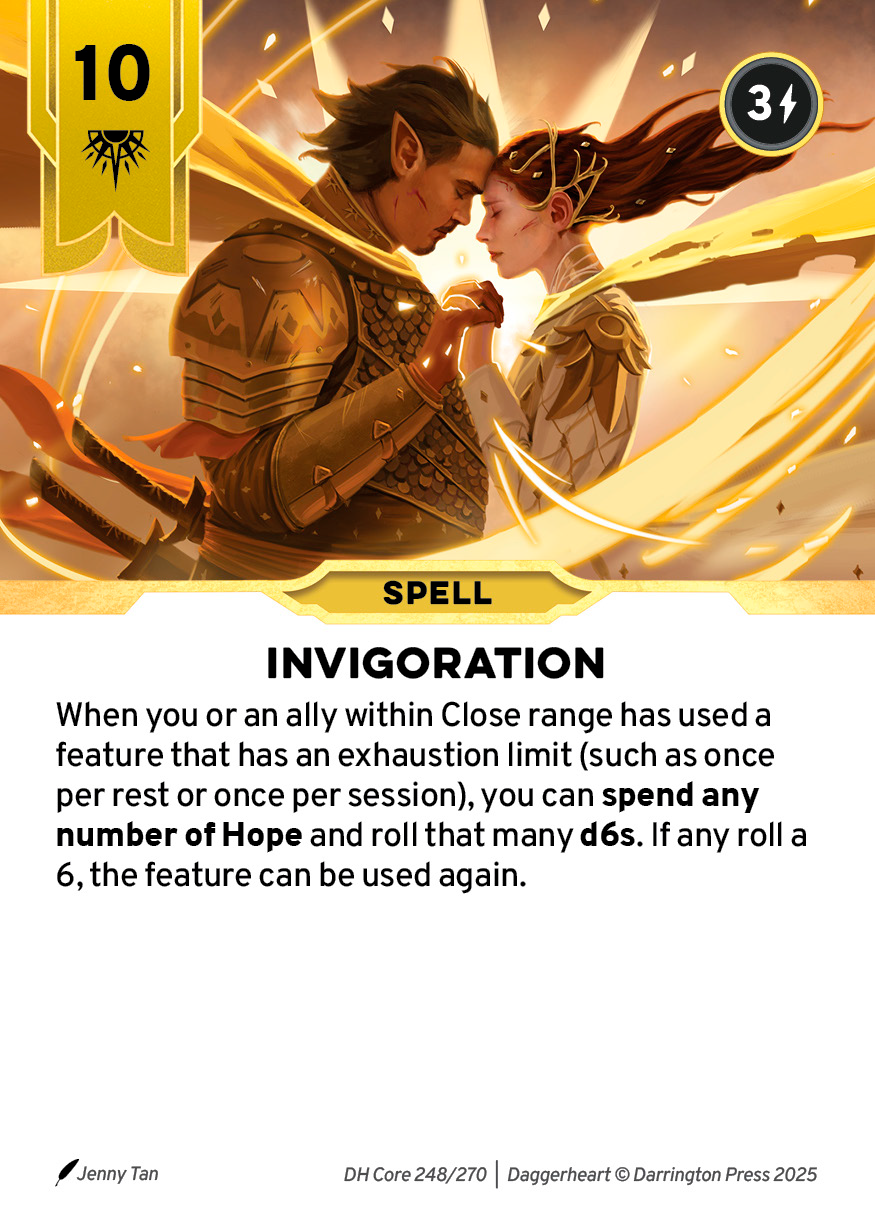 10
3
SPELL
INVIGORATION
When you or an ally within Close range has used a
feature that has an exhaustion limit (such as once
per rest or once per session), you can spend any
number of Hope and roll that many d6s. If any roll a
6, the feature can be used again.
Jenny Tan
DH Core 248/270 | Daggerheart © Darrington Press 2025